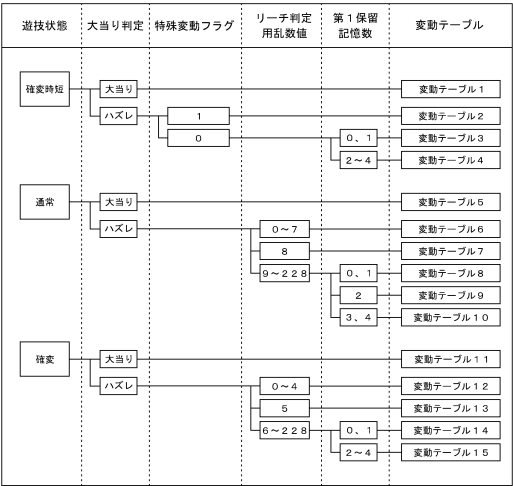 遊技状態 大当り判定 特殊変動フラグ リーチ判定用乱数値 第１保留記憶数 変動テーブル
確変時短 大当り 変動テーブル１
ハズレ １ 変動テーブル２
０ ０、１ 変動テーブル３
２～４ 変動テーブル４
通常 大当り 変動テーブル５
ハズレ ０～７ 変動テーブル６
８ 変動テーブル７
９～２２８ ０、１ 変動テーブル８
２ 変動テーブル９
３、４ 変動テーブル１０
確変 大当り 変動テーブル１１
ハズレ ０～４ 変動テーブル１２
５ 変動テーブル１３
６～２２８ ０、１ 変動テーブル１４
２～４ 変動テーブル１５